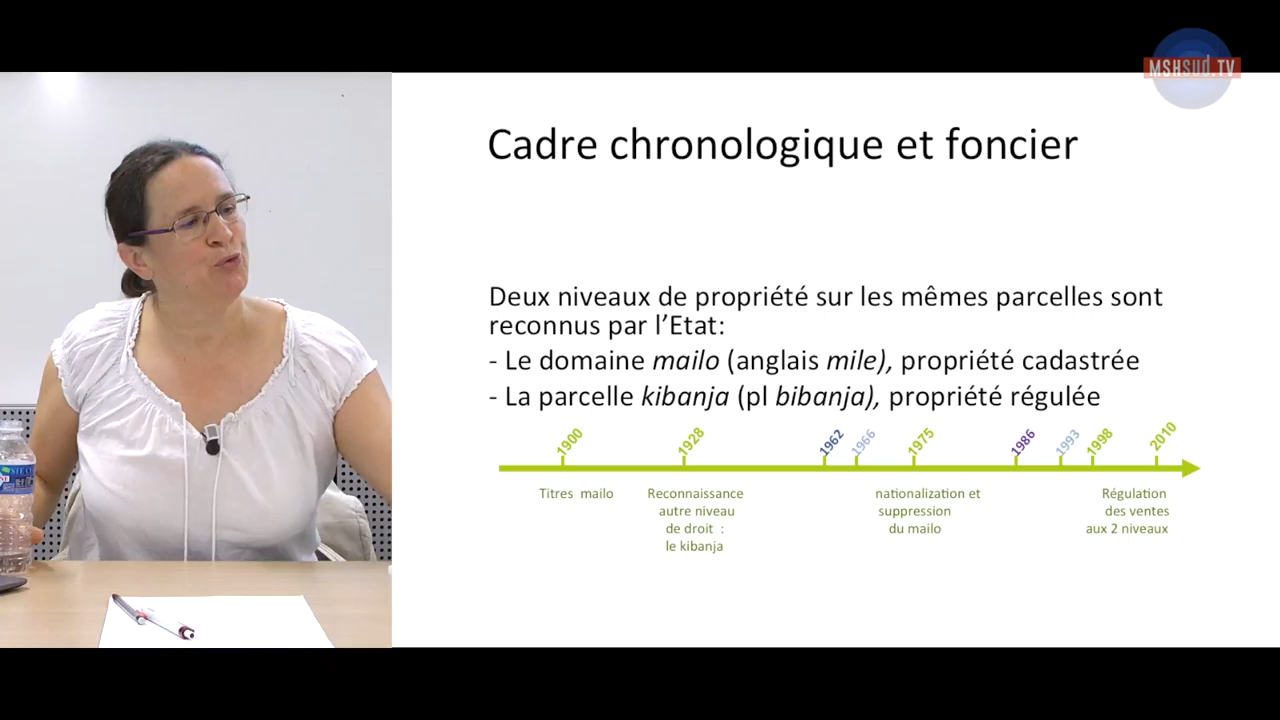 MSHsud.TV
Cadre chronologique et foncier
Deux niveaux de propriété sur les mêmes parcelles sont
reconnus par l’Etat:
- Le domaine mailo (anglais mile), propriété cadastrée
- La parcelle kibanja (pl bibanja), propriété régulée
1900 1928 1962 1966 1975 1986 1993 1998 2010
Titres mailo
Reconnaissance
autre niveau
de droit :
le kibanja
nationalization et
suppression
du mailo
Régulation
des ventes
aux 2 niveaux